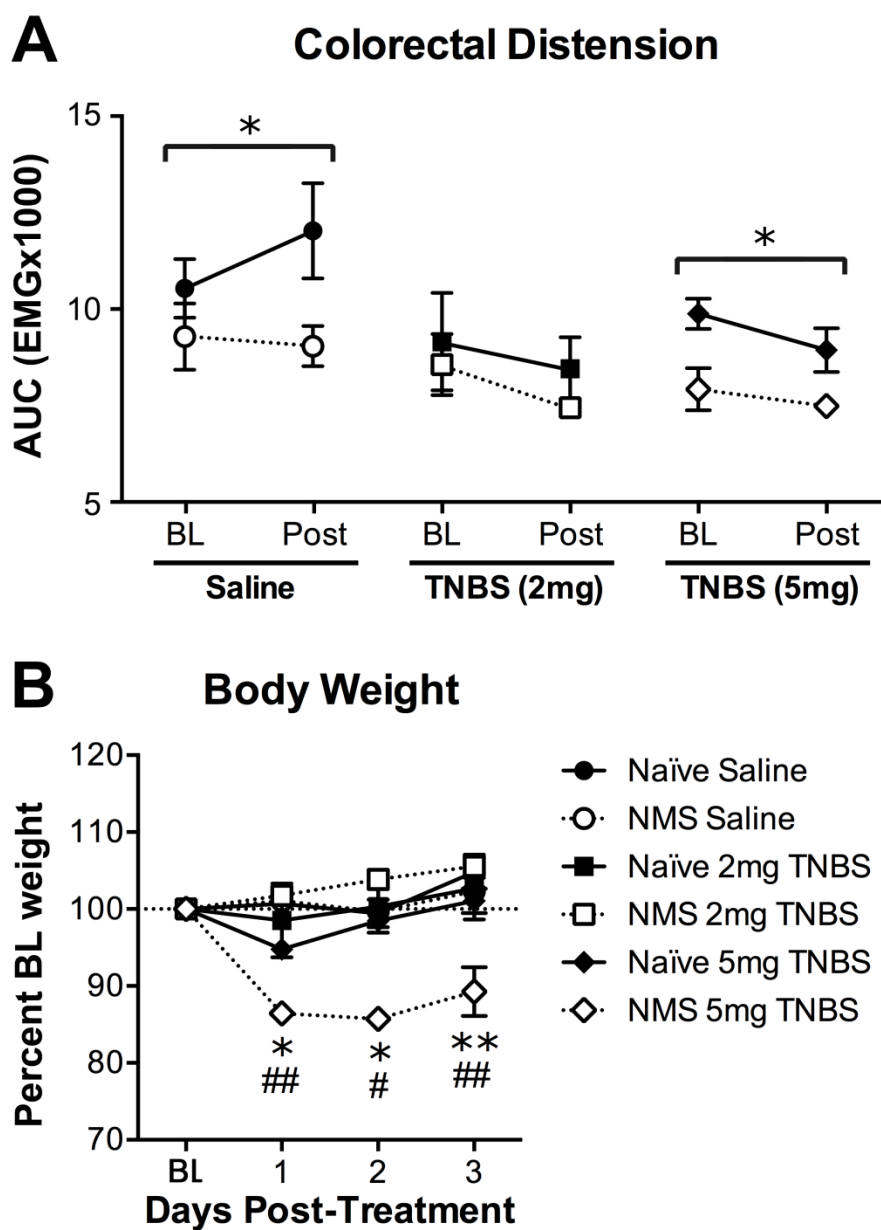 A Colorectal Distension
15
10
5
AUC (EMGx1000)
*
*
BL Post BL Post BL Post
Saline TNBS (2mg) TNBS (5mg)
B Body Weight
120
110
100
90
80
70
Percent BL weight
* * **
## # ##
BL 1 2 3
Days Post-Treatment
Naïve Saline
NMS Saline
Naïve 2mg TNBS
NMS 2mg TNBS
Naïve 5mg TNBS
NMS 5mg TNBS